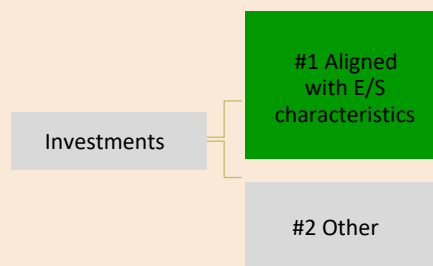 Investments
#1 Aligned
with E/S
characteristics
#2 Other